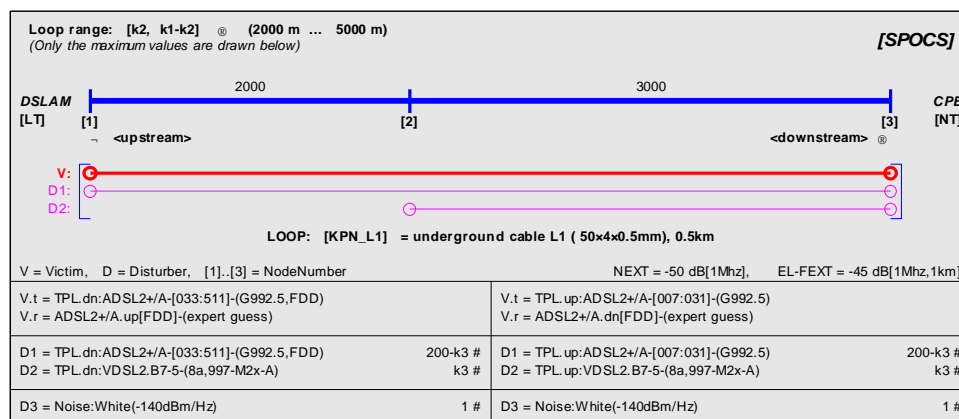 Loop range: [k2, k1-k2] ® (2000 m ... 5000 m)
(Only the maximum values are drawn below)
[SPOCS]
2000 3000
DSLAM CPE
[LT] [1] [2] [3] [NT]
¬ <upstream> <downstream> ®
V:
D1:
D2:
LOOP: [KPN_L1] = underground cable L1 ( 50×4×0.5mm), 0.5km
V = Victim, D = Disturber, [1]..[3] = NodeNumber NEXT = -50 dB[1Mhz], EL-FEXT = -45 dB[1Mhz,1km]
V.t = TPL.dn:ADSL2+/A-[033:511]-(G992.5,FDD) V.t = TPL.up:ADSL2+/A-[007:031]-(G992.5)
V.r = ADSL2+/A.up[FDD]-(expert guess) V.r = ADSL2+/A.dn[FDD]-(expert guess)
D1 = TPL.dn:ADSL2+/A-[033:511]-(G992.5,FDD) 200-k3 # D1 = TPL.up:ADSL2+/A-[007:031]-(G992.5) 200-k3 #
D2 = TPL.dn:VDSL2.B7-5-(8a,997-M2x-A) k3 # D2 = TPL.up:VDSL2.B7-5-(8a,997-M2x-A) k3 #
D3 = Noise:White(-140dBm/Hz) 1 # D3 = Noise:White(-140dBm/Hz) 1 #